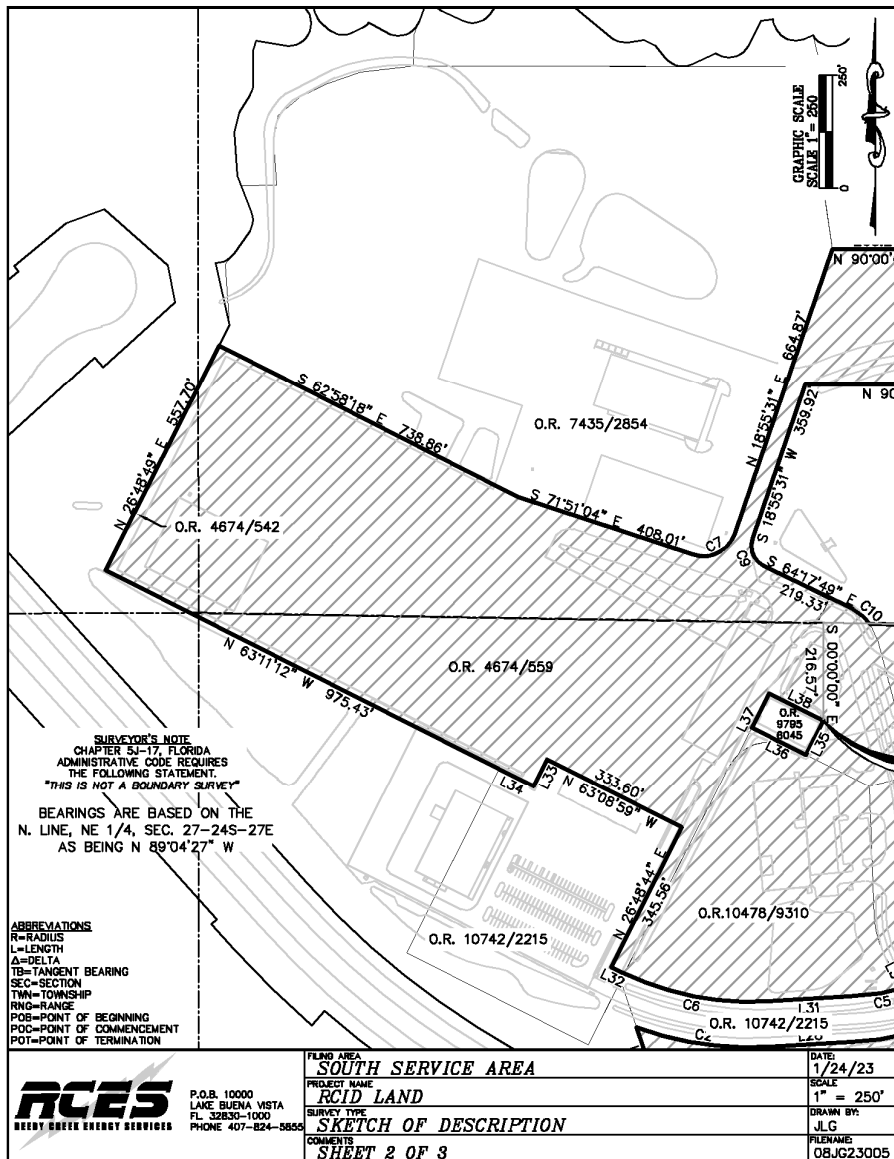 GRAPHIC SCALE
SCALE 1"= 250
0
250'
N 90°00'
N 90
N 18°55'31" E 664.87'
S 18°55'31" W 359.92'
O.R. 7435/2854
S 62°58'18" E 738.86'
N 26°48'49" E 557.70'
O.R. 4674/542
S 71°51'04" E 408.01'
C7
C9
S 64°17'49" E
219.33'
C10
S 00°00'00" E
216.57'
O.R. 4674/559
N 63°11'12" W 975.43'
L38
L37
O.R.
9795
6045
L35
L36
L33
L34
333.60'
N 63°08'59" W
N 26°48'44" E
345.56'
O.R.10478/9310
O.R. 10742/2215
L32
C6
L31
C5
O.R. 10742/2215
SURVEYOR'S NOTE
CHAPTER 5J-17, FLORIDA
ADMINISTRATIVE CODE REQUIRES
THE FOLLOWING STATEMENT.
"THIS IS NOT A BOUNDARY SURVEY"
BEARINGS ARE BASED ON THE
N. LINE, NE 1/4, SEC. 27-24S-27E
AS BEING N 89°04'27" W
ABBREVIATIONS
R=RADIUS
L=LENGTH
Δ=DELTA
TB=TANGENT BEARING
SEC=SECTION
TWN=TOWNSHIP
RNG=RANGE
POB=POINT OF BEGINNING
POC=POINT OF COMMENCEMENT
POT=POINT OF TERMINATION
RCES
REEDY CREEK ENERGY SERVICES
P.O.B. 10000
LAKE BUENA VISTA
FL 32830-1000
PHONE 407-824-5855
FILING AREA
SOUTH SERVICE AREA
PROJECT NAME
RCID LAND
SURVEY TYPE
SKETCH OF DESCRIPTION
COMMENTS
SHEET 2 OF 3
DATE:
1/24/23
SCALE
1" = 250'
DRAWN BY:
JLG
FILENAME:
08JG23005